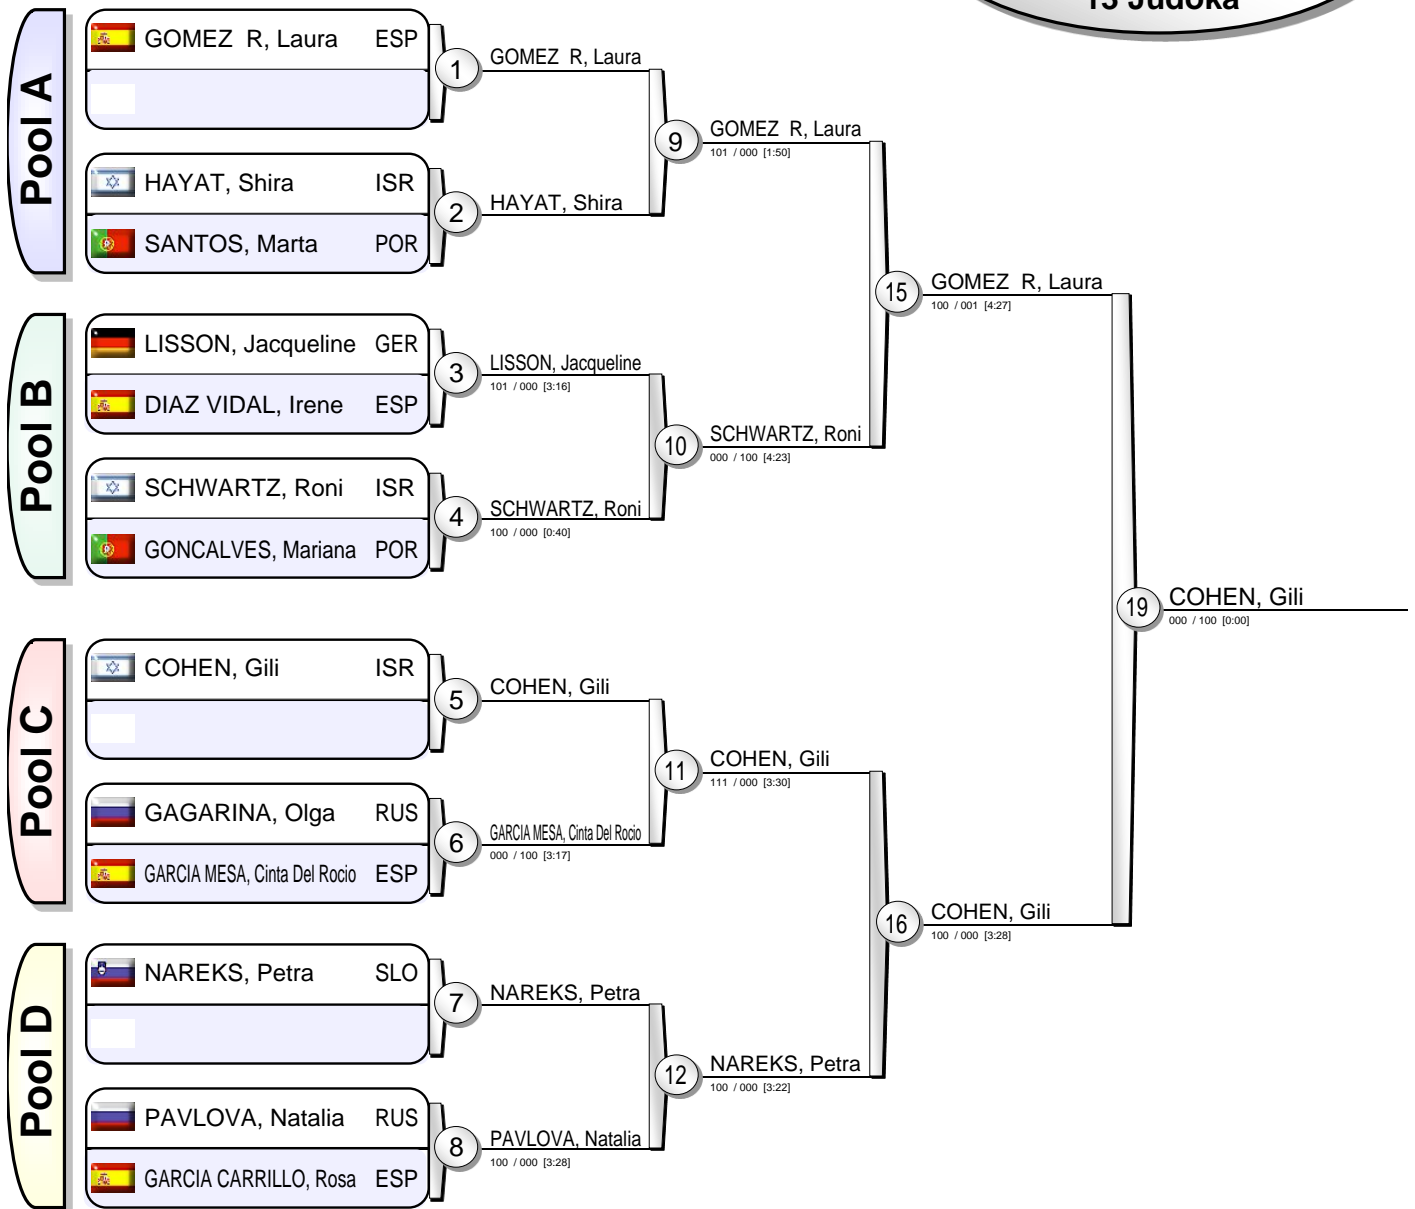 13 Judoka
Pool A
GOMEZ R, Laura ESP
HAYAT, Shira ISR
SANTOS, Marta POR
Pool B
LISSON, Jacqueline GER
DIAZ VIDAL, Irene ESP
SCHWARTZ, Roni ISR
GONCALVES, Mariana POR
Pool C
COHEN, Gili ISR
GAGARINA, Olga RUS
GARCIA MESA, Cinta Del Rocio ESP
Pool D
NAREKS, Petra SLO
PAVLOVA, Natalia RUS
GARCIA CARRILLO, Rosa ESP
1
GOMEZ R, Laura
2
HAYAT, Shira
3
LISSON, Jacqueline
101 / 000 [3:16]
4
SCHWARTZ, Roni
100 / 000 [0:40]
5
COHEN, Gili
6
GARCIA MESA, Cinta Del Rocio
000 / 100 [3:17]
7
NAREKS, Petra
8
PAVLOVA, Natalia
100 / 000 [3:28]
9
GOMEZ R, Laura
101 / 000 [1:50]
10
SCHWARTZ, Roni
000 / 100 [4:23]
11
COHEN, Gili
111 / 000 [3:30]
12
NAREKS, Petra
100 / 000 [3:22]
15
GOMEZ R, Laura
100 / 001 [4:27]
16
COHEN, Gili
100 / 000 [3:28]
19
COHEN, Gili
000 / 100 [0:00]